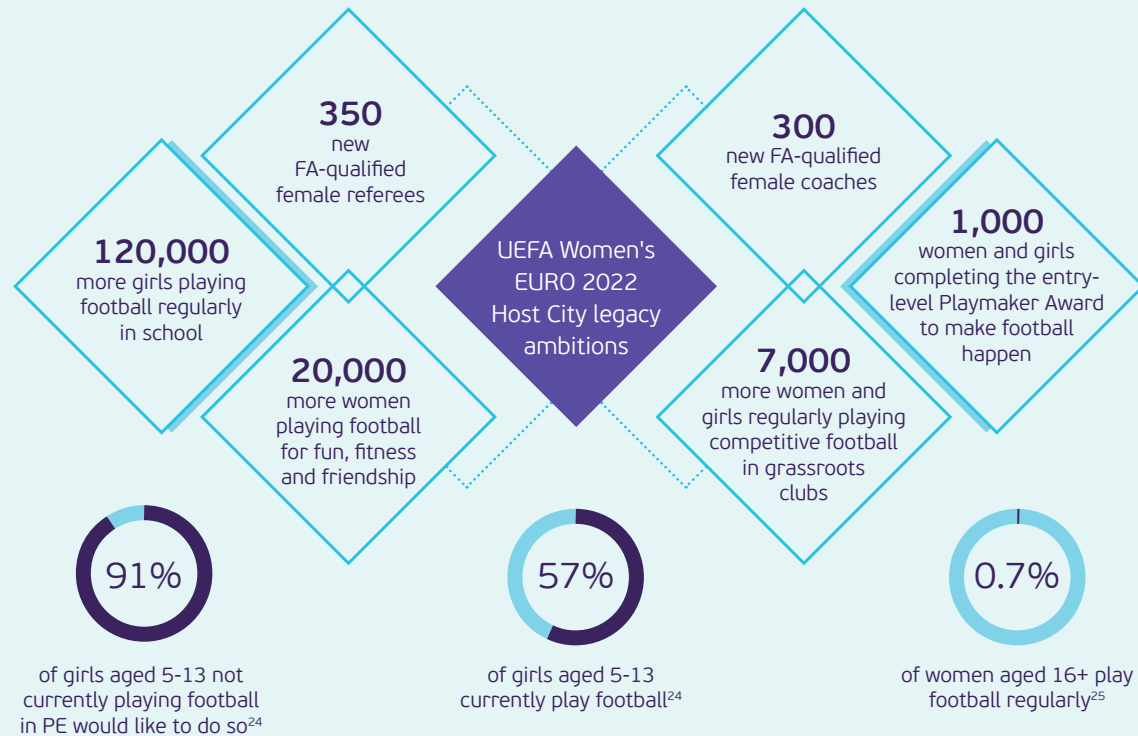 350
new
FA-qualified
female referees
300
new FA-qualified
female coaches
120,000
more girls playing
football regularly
in school
UEFA Women's
EURO 2022
Host City legacy
ambitions
1,000
women and girls
completing the entry-
level Playmaker Award
to make football
happen
20,000
more women
playing football
for fun, fitness
and friendship
7,000
more women and
girls regularly playing
competitive football
in grassroots
clubs
91%
of girls aged 5-13 not
currently playing football
in PE would like to do so²⁴
57%
of girls aged 5-13
currently play football²⁴
0.7%
of women aged 16+ play
football regularly²⁵